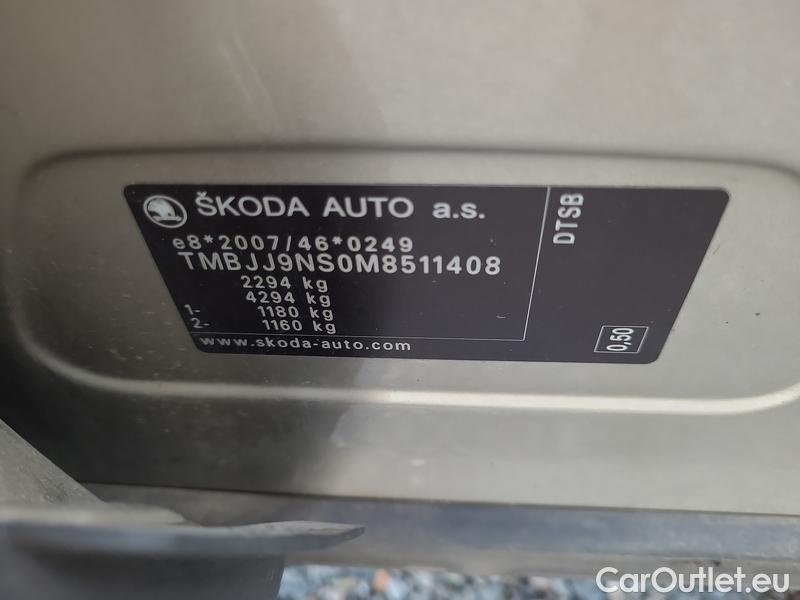 ŠKODA AUTO a.s.
e8*2007/46*0249
TMBJJ9NS0M8511408
2294 kg
4294 kg
1- 1180 kg
2- 1160 kg
www.skoda-auto.com
DTSB
0,50
CarOutlet.eu